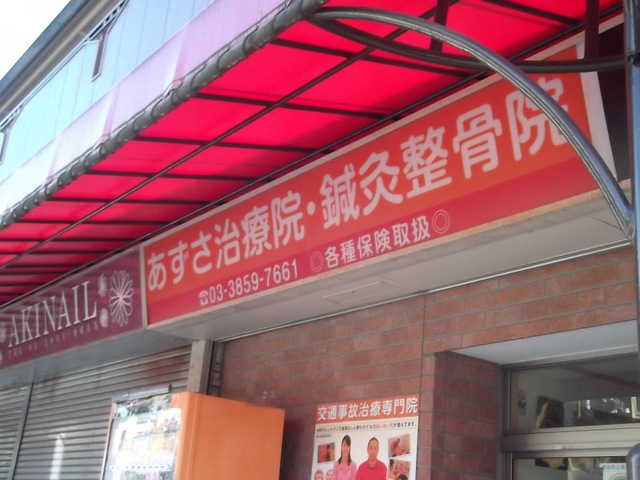 あずさ治療院・鍼灸整骨院
☎03-3859-7661 ◎各種保険取扱◎
AKINAIL
交通事故治療専門院